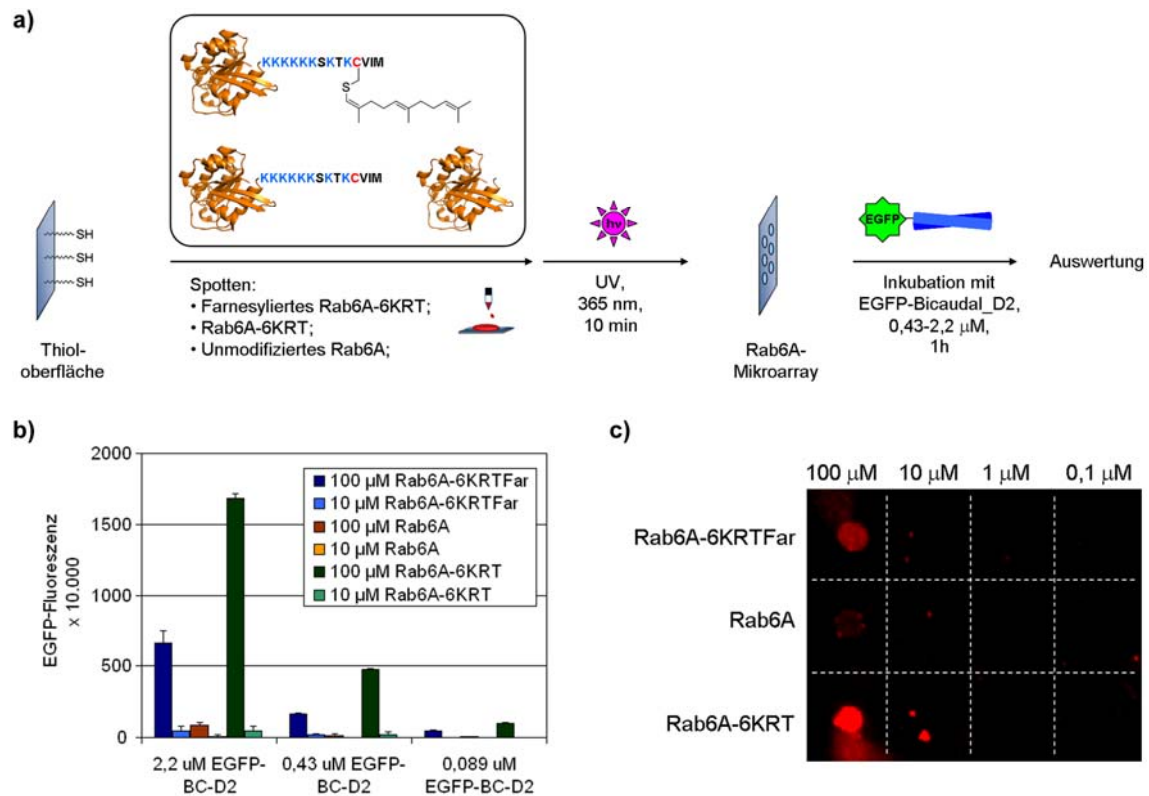 a)
KKKKKKSKTKCVIM
S
KKKKKKSKTKCVIM
SH
SH
SH
Thiol-
oberfläche
Spotten:
• Farnesyliertes Rab6A-6KRT;
• Rab6A-6KRT;
• Unmodifiziertes Rab6A;
hν
UV,
365 nm,
10 min
Rab6A-
Mikroarray
EGFP
Inkubation mit
EGFP-Bicaudal_D2,
0,43-2,2 µM,
1h
Auswertung
b)
EGFP-Fluoreszenz
x 10.000
2000
1500
1000
500
0
100 µM Rab6A-6KRTFar
10 µM Rab6A-6KRTFar
100 µM Rab6A
10 µM Rab6A
100 µM Rab6A-6KRT
10 µM Rab6A-6KRT
2,2 uM EGFP-
BC-D2
0,43 uM EGFP-
BC-D2
0,089 uM
EGFP-BC-D2
c)
100 µM 10 µM 1 µM 0,1 µM
Rab6A-6KRTFar
Rab6A
Rab6A-6KRT